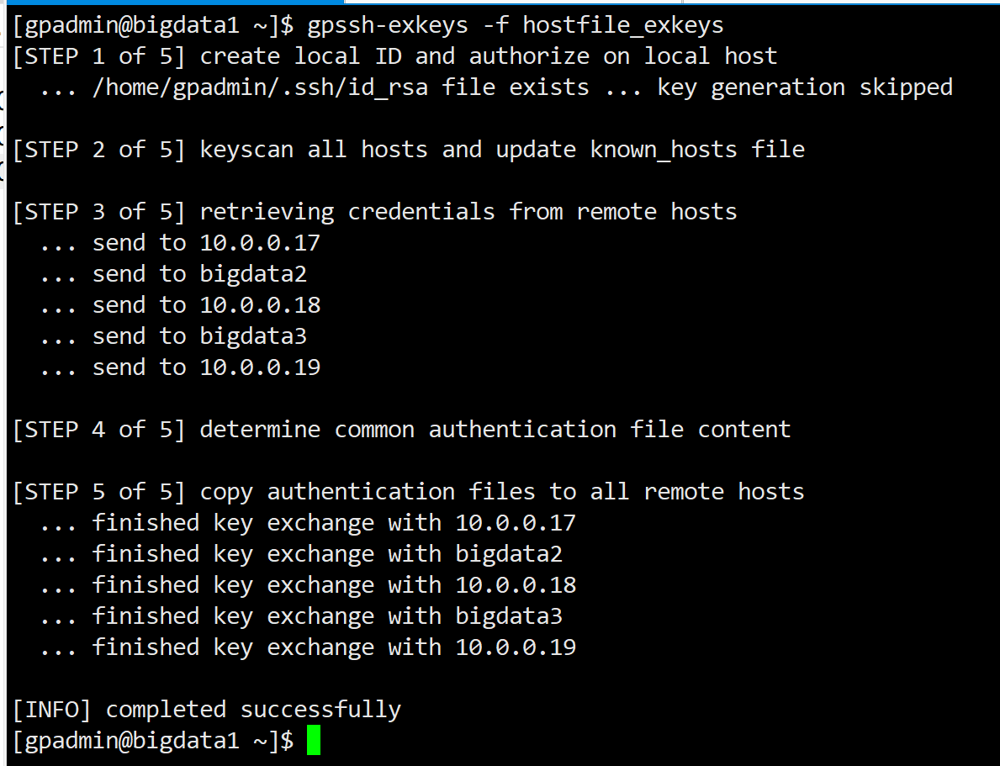 [gpadmin@bigdata1 ~]$ gpssh-exkeys -f hostfile_exkeys
[STEP 1 of 5] create local ID and authorize on local host
  ... /home/gpadmin/.ssh/id_rsa file exists ... key generation skipped

[STEP 2 of 5] keyscan all hosts and update known_hosts file

[STEP 3 of 5] retrieving credentials from remote hosts
  ... send to 10.0.0.17
  ... send to bigdata2
  ... send to 10.0.0.18
  ... send to bigdata3
  ... send to 10.0.0.19

[STEP 4 of 5] determine common authentication file content

[STEP 5 of 5] copy authentication files to all remote hosts
  ... finished key exchange with 10.0.0.17
  ... finished key exchange with bigdata2
  ... finished key exchange with 10.0.0.18
  ... finished key exchange with bigdata3
  ... finished key exchange with 10.0.0.19

[INFO] completed successfully
[gpadmin@bigdata1 ~]$